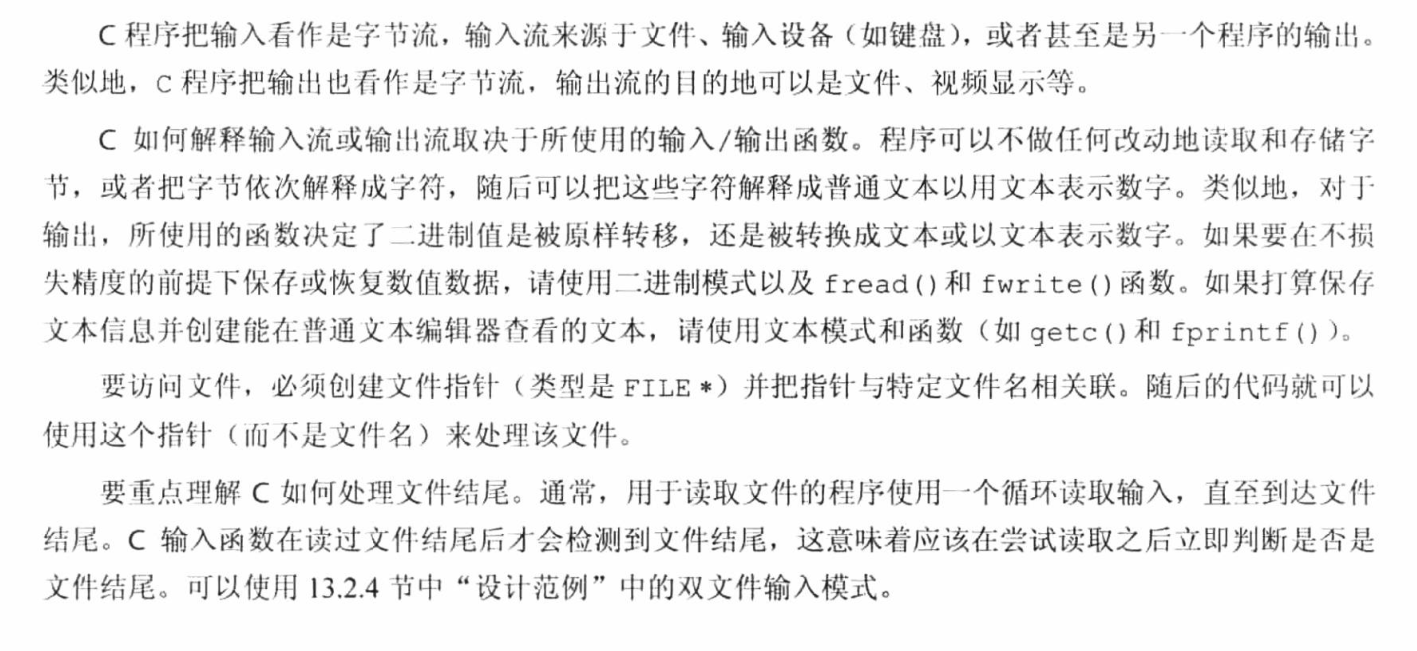 C 程序把输入看作是字节流，输入流来源于文件、输入设备（如键盘），或者甚至是另一个程序的输出。
类似地，C 程序把输出也看作是字节流，输出流的目的地可以是文件、视频显示等。
C 如何解释输入流或输出流取决于所使用的输入/输出函数。程序可以不做任何改动地读取和存储字
节，或者把字节依次解释成字符，随后可以把这些字符解释成普通文本以用文本表示数字。类似地，对于
输出，所使用的函数决定了二进制值是被原样转移，还是被转换成文本或以文本表示数字。如果要在不损
失精度的前提下保存或恢复数值数据，请使用二进制模式以及 fread()和 fwrite()函数。如果打算保存
文本信息并创建能在普通文本编辑器查看的文本，请使用文本模式和函数（如 getc()和 fprintf()）。
要访问文件，必须创建文件指针（类型是 FILE *）并把指针与特定文件名相关联。随后的代码就可以
使用这个指针（而不是文件名）来处理该文件。
要重点理解 C 如何处理文件结尾。通常，用于读取文件的程序使用一个循环读取输入，直至到达文件
结尾。C 输入函数在读过文件结尾后才会检测到文件结尾，这意味着应该在尝试读取之后立即判断是否是
文件结尾。可以使用 13.2.4 节中“设计范例”中的双文件输入模式。